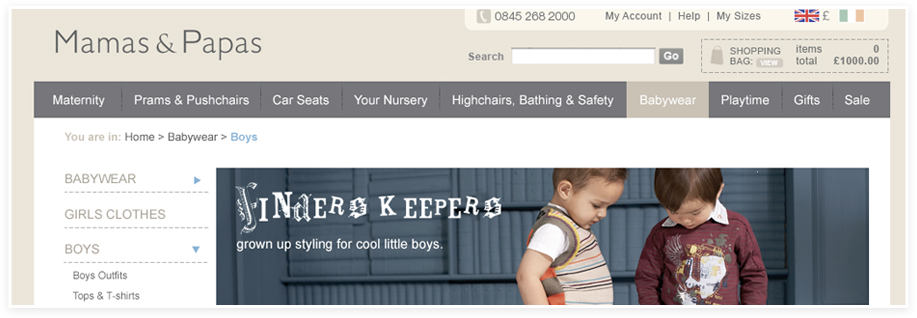 0845 268 2000
My Account | Help | My Sizes
£
Mamas & Papas
Search
Go
SHOPPING BAG: VIEW
items 0
total £1000.00
Maternity
Prams & Pushchairs
Car Seats
Your Nursery
Highchairs, Bathing & Safety
Babywear
Playtime
Gifts
Sale
You are in: Home > Babywear > Boys
BABYWEAR
GIRLS CLOTHES
BOYS
Boys Outfits
Tops & T-shirts
FINDERS KEEPERS
grown up styling for cool little boys.